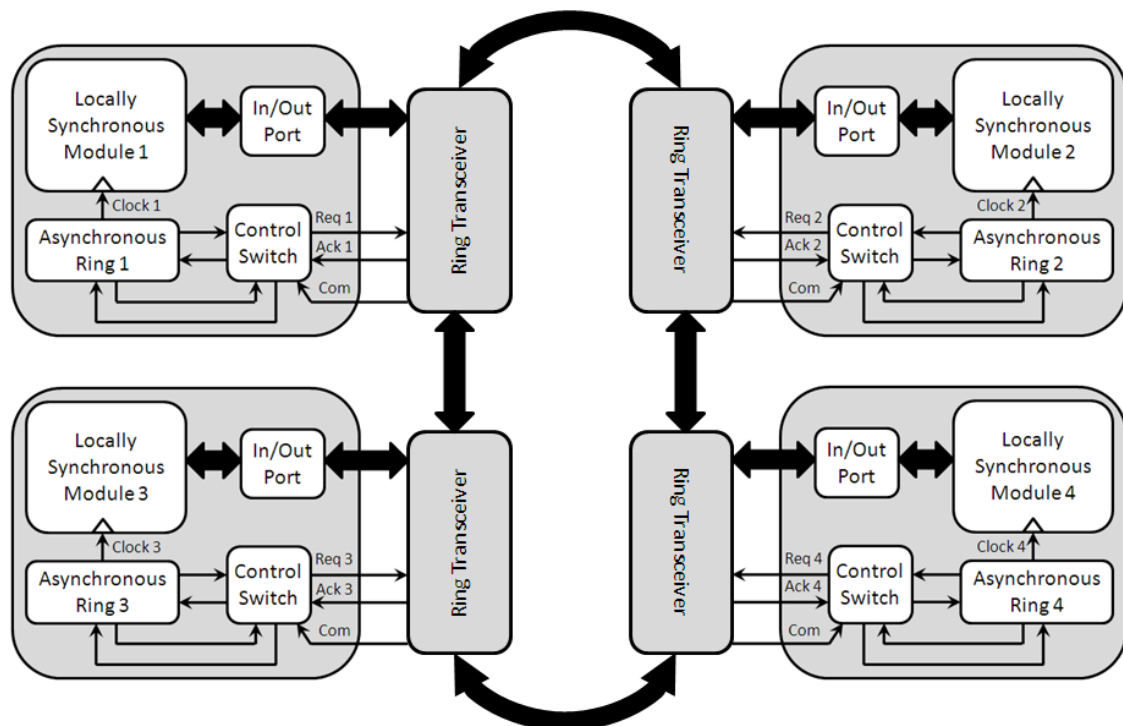 Locally
Synchronous
Module 1
In/Out
Port
Clock 1
Asynchronous
Ring 1
Control
Switch
Req 1
Ack 1
Com
Ring Transceiver
Ring Transceiver
In/Out
Port
Locally
Synchronous
Module 2
Req 2
Ack 2
Com
Control
Switch
Clock 2
Asynchronous
Ring 2
Locally
Synchronous
Module 3
In/Out
Port
Clock 3
Asynchronous
Ring 3
Control
Switch
Req 3
Ack 3
Com
Ring Transceiver
Ring Transceiver
In/Out
Port
Locally
Synchronous
Module 4
Req 4
Ack 4
Com
Control
Switch
Clock 4
Asynchronous
Ring 4